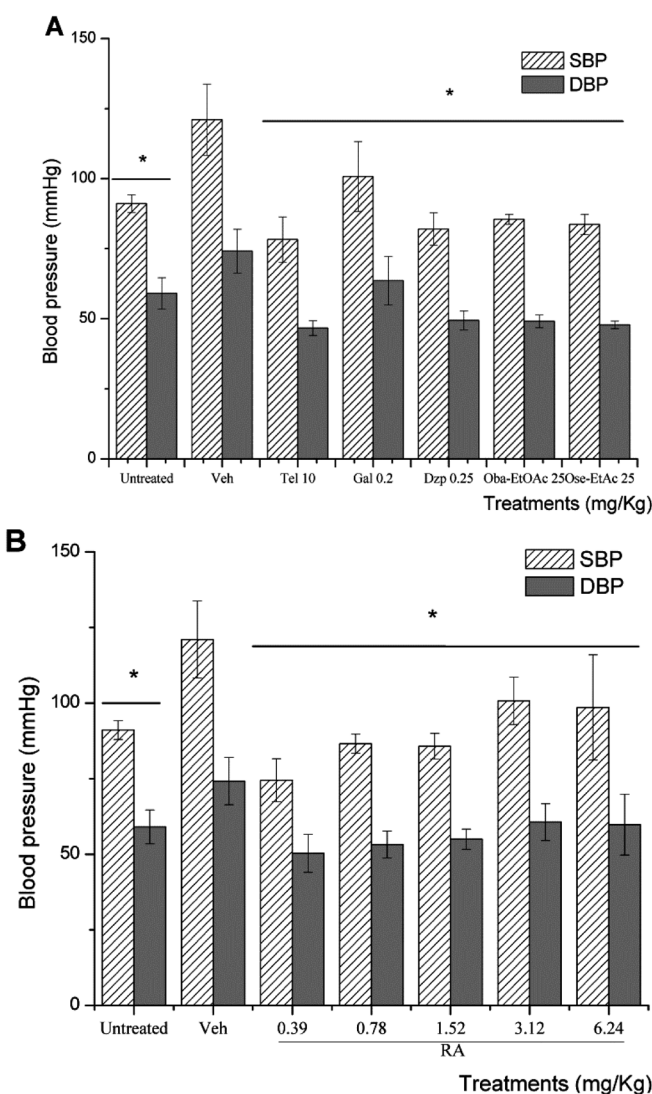 A
150
SBP
DBP
*
*
100
50
0
Blood pressure (mmHg)
Untreated Veh Tel 10 Gal 0.2 Dzp 0.25 Oba-EtOAc 25 Ose-EtAc 25
Treatments (mg/Kg)
B
150
SBP
DBP
*
*
100
50
0
Blood pressure (mmHg)
Untreated Veh 0.39 0.78 1.52 3.12 6.24
RA
Treatments (mg/Kg)